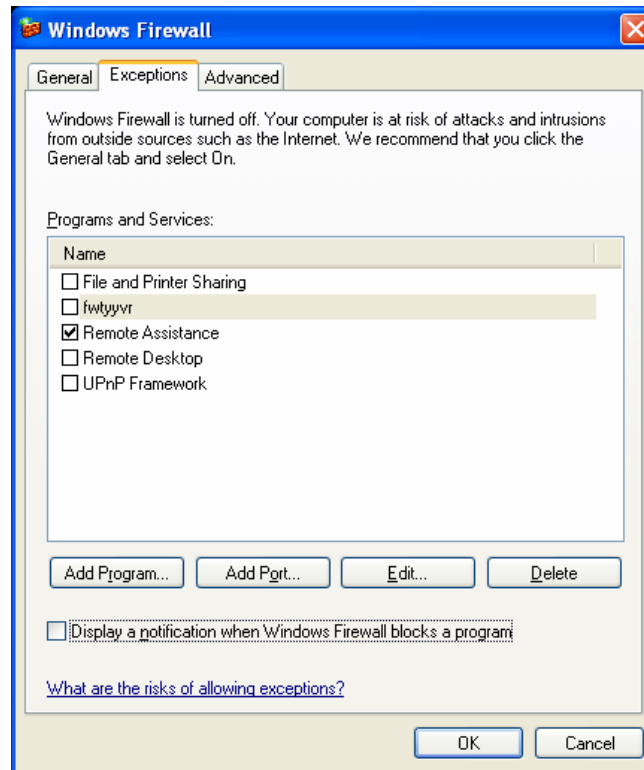 Windows Firewall
General Exceptions Advanced
Windows Firewall is turned off. Your computer is at risk of attacks and intrusions
from outside sources such as the Internet. We recommend that you click the
General tab and select On.
Programs and Services:
Name
File and Printer Sharing
fwtyyvr
Remote Assistance
Remote Desktop
UPnP Framework
Add Program... Add Port... Edit... Delete
Display a notification when Windows Firewall blocks a program
What are the risks of allowing exceptions?
OK Cancel